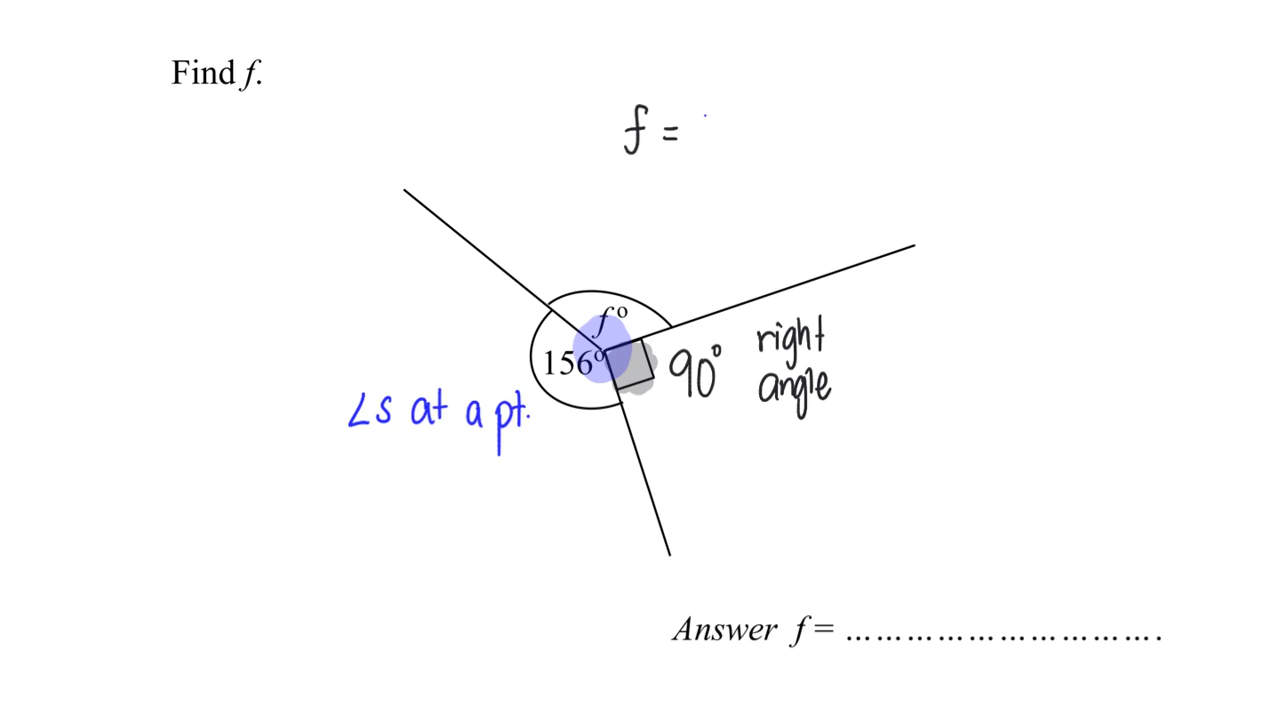 Find f.
f =
f°
156°
90°
right
angle
∠s at a pt.
Answer f = ................................